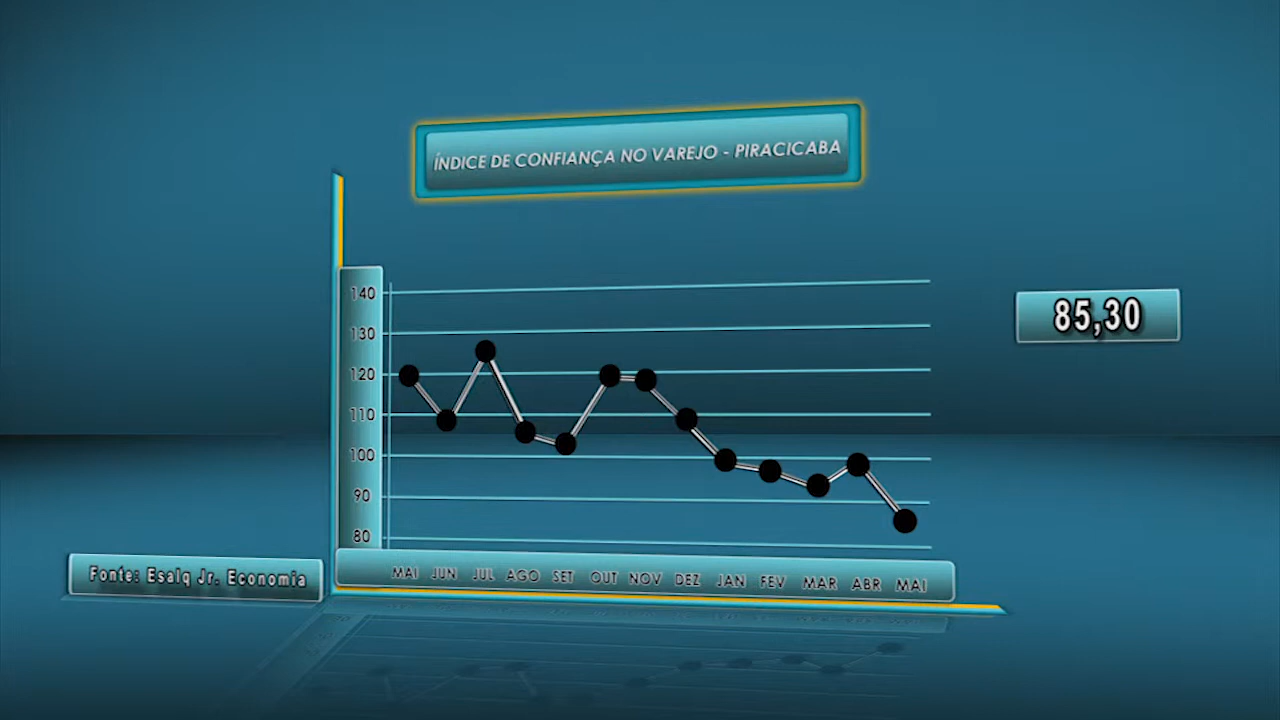 ÍNDICE DE CONFIANÇA NO VAREJO - PIRACICABA
85,30
140
130
120
110
100
90
80
MAI JUN JUL AGO SET OUT NOV DEZ JAN FEV MAR ABR MAI
Fonte: Esalq Jr. Economia